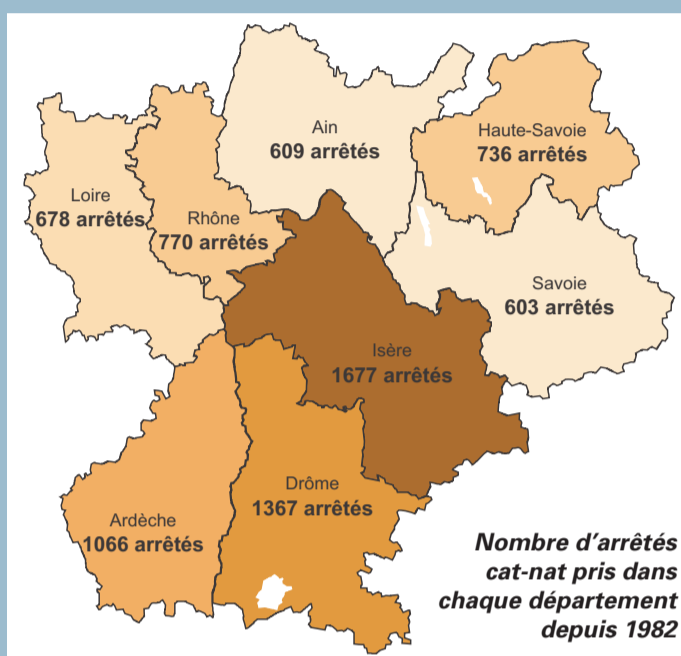 Ain
609 arrêtés
Haute-Savoie
736 arrêtés
Loire
678 arrêtés
Rhône
770 arrêtés
Savoie
603 arrêtés
Isère
1677 arrêtés
Drôme
1367 arrêtés
Ardèche
1066 arrêtés
Nombre d'arrêtés
cat-nat pris dans
chaque département
depuis 1982